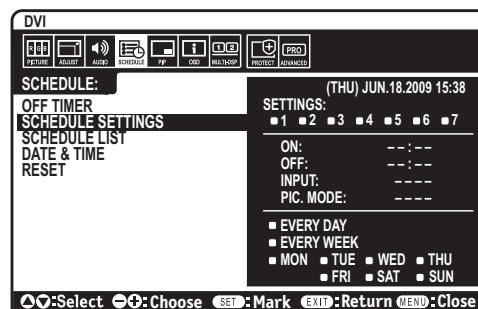 DVI
RGB
PICTURE ADJUST AUDIO SCHEDULE PIP OSD MULTI-DSP PROTECT ADVANCED
PRO
SCHEDULE:
OFF TIMER
SCHEDULE SETTINGS
SCHEDULE LIST
DATE & TIME
RESET
(THU) JUN.18.2009 15:38
SETTINGS:
1 2 3 4 5 6 7
ON: --:--
OFF: --:--
INPUT: ----
PIC. MODE: ----
EVERY DAY
EVERY WEEK
MON TUE WED THU
FRI SAT SUN
:Select :Choose SET:Mark EXIT:Return MENU:Close